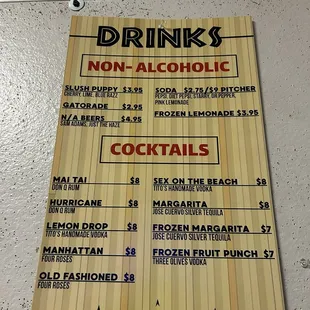 DRINKS
NON-ALCOHOLIC
SLUSH PUPPY $3.95
CHERRY, LIME, BLUE RAZZ
GATORADE $2.95
N/A BEERS $4.95
SAM ADAMS, JUST THE HAZE
SODA $2.75/$9 PITCHER
PEPSI, DIET PEPSI, STARRY, DR.PEPPER,
PINK LEMONADE
FROZEN LEMONADE $3.95
COCKTAILS
MAI TAI $8
DON Q RUM
HURRICANE $8
DON Q RUM
LEMON DROP $8
TITO'S HANDMADE VODKA
MANHATTAN $8
FOUR ROSES
OLD FASHIONED $8
FOUR ROSES
SEX ON THE BEACH $8
TITO'S HANDMADE VODKA
MARGARITA $8
JOSE CUERVO SILVER TEQUILA
FROZEN MARGARITA $7
JOSE CUERVO SILVER TEQUILA
FROZEN FRUIT PUNCH $7
THREE OLIVES VODKA